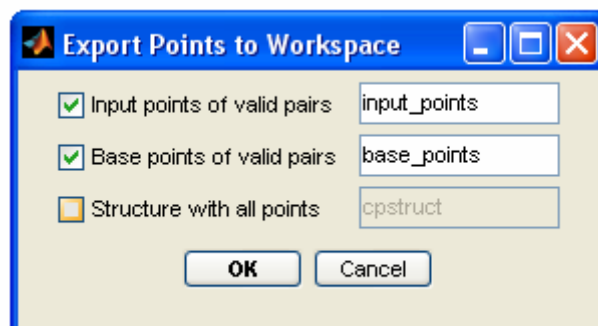 Export Points to Workspace
Input points of valid pairs input_points
Base points of valid pairs base_points
Structure with all points cpstruct
OK Cancel